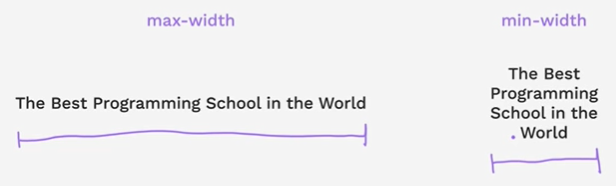 max-width
The Best Programming School in the World
min-width
The Best
Programming
School in the
World